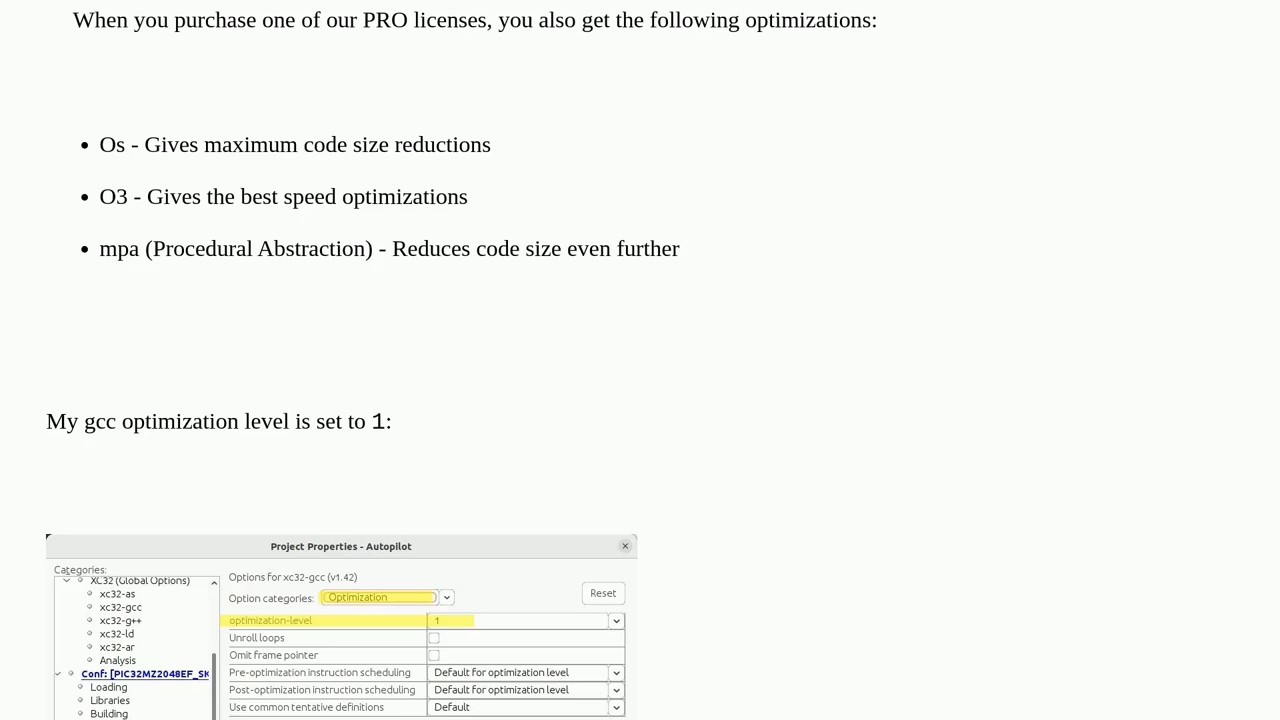 When you purchase one of our PRO licenses, you also get the following optimizations:
• Os - Gives maximum code size reductions
• O3 - Gives the best speed optimizations
• mpa (Procedural Abstraction) - Reduces code size even further
My gcc optimization level is set to 1:
Project Properties - Autopilot
Categories:
XC32 (Global Options)
xc32-as
xc32-gcc
xc32-g++
xc32-ld
xc32-ar
Analysis
Conf: [PIC32MZ2048EF_SK
Loading
Libraries
Building
Options for xc32-gcc (v1.42)
Option categories: Optimization
Reset
optimization-level 1
Unroll loops
Omit frame pointer
Pre-optimization instruction scheduling Default for optimization level
Post-optimization instruction scheduling Default for optimization level
Use common tentative definitions Default